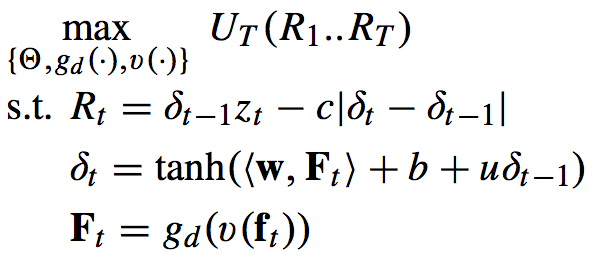 max U_T(R_1..R_T)
{Θ,g_d(·),υ(·)}
s.t. R_t = δ_{t−1}z_t − c|δ_t − δ_{t−1}|
δ_t = tanh(⟨w, F_t⟩ + b + uδ_{t−1})
F_t = g_d(υ(f_t))